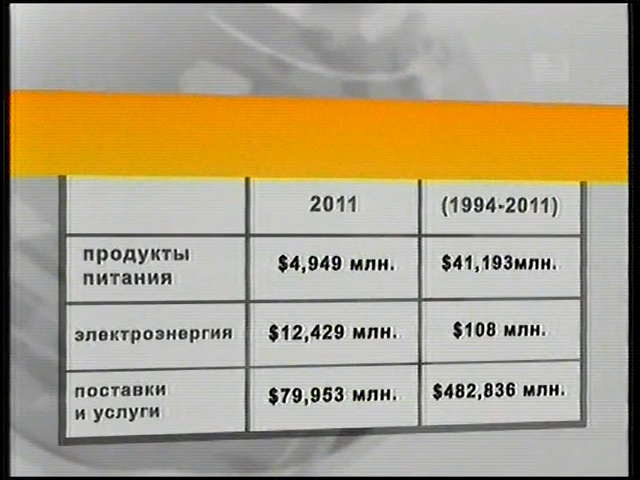 2011 (1994-2011)
продукты
питания $4,949 млн. $41,193млн.
электроэнергия $12,429 млн. $108 млн.
поставки
и услуги $79,953 млн. $482,836 млн.